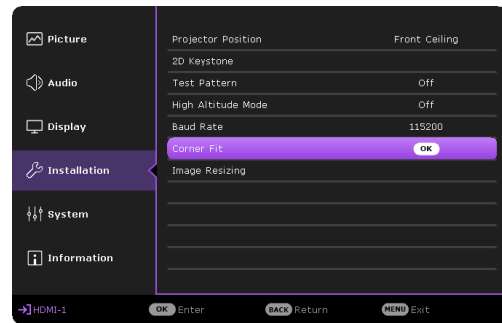 Picture
Audio
Display
Installation
System
Information
Projector Position Front Ceiling
2D Keystone
Test Pattern Off
High Altitude Mode Off
Baud Rate 115200
Corner Fit OK
Image Resizing
HDMI-1 OK Enter BACK Return MENU Exit